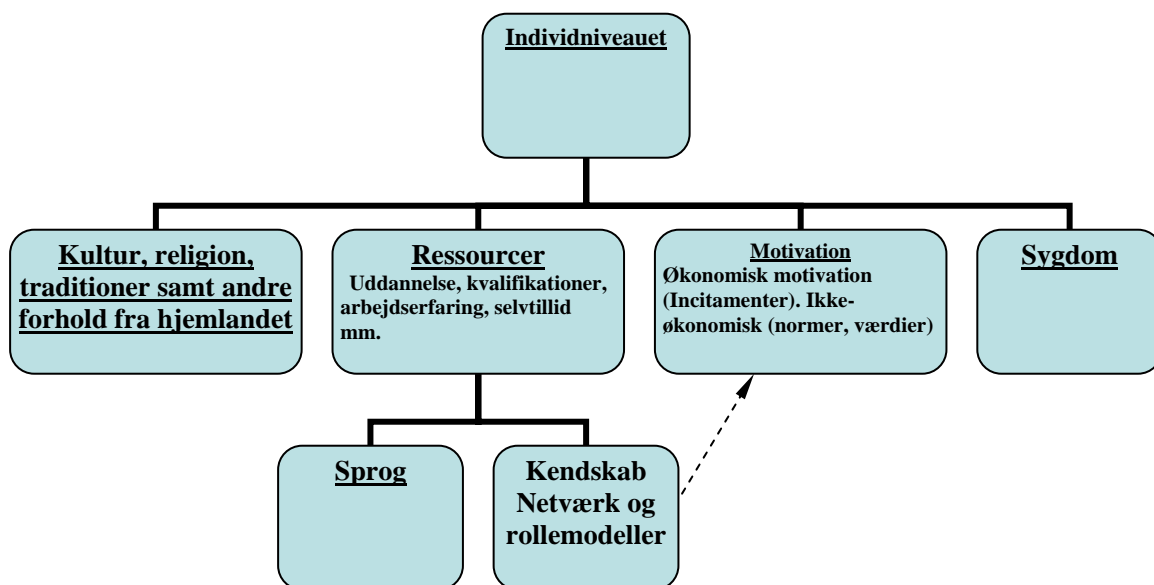 Individniveauet
Kultur, religion,
traditioner samt andre
forhold fra hjemlandet
Ressourcer
Uddannelse, kvalifikationer,
arbejdserfaring, selvtillid
mm.
Motivation
Økonomisk motivation
(Incitamenter). Ikke-
økonomisk (normer, værdier)
Sygdom
Sprog
Kendskab
Netværk og
rollemodeller